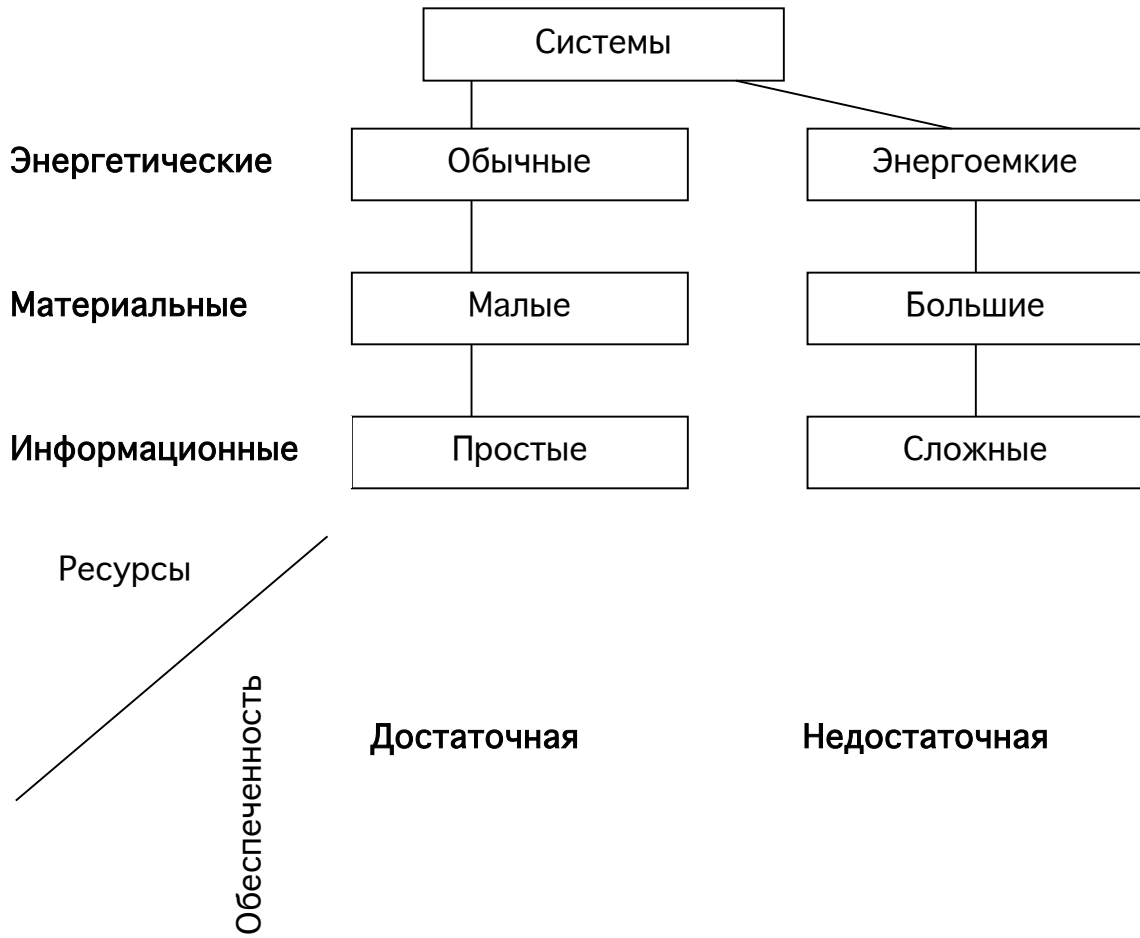 Системы
Энергетические
Обычные
Энергоемкие
Материальные
Малые
Большие
Информационные
Простые
Сложные
Ресурсы
Обеспеченность
Достаточная
Недостаточная